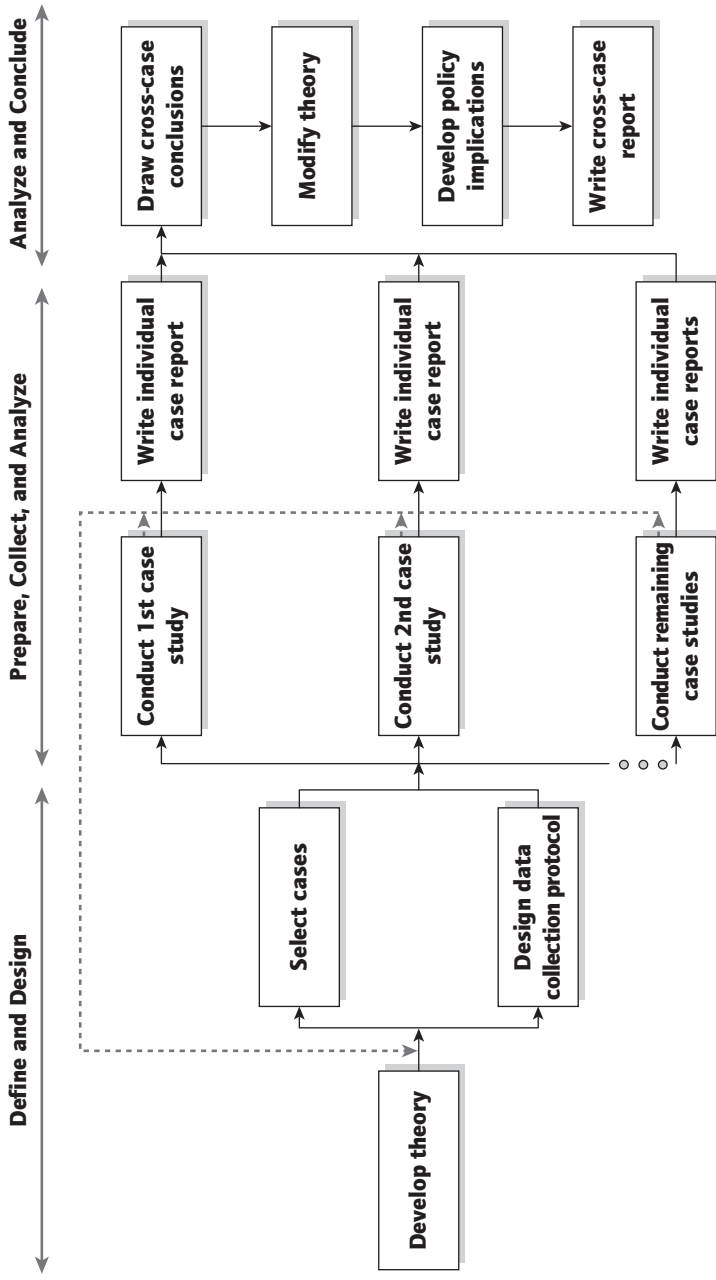 Define and Design
Prepare, Collect, and Analyze
Analyze and Conclude
Develop theory
Select cases
Design data
collection protocol
Conduct 1st case
study
Conduct 2nd case
study
Conduct remaining
case studies
Write individual
case report
Write individual
case report
Write individual
case reports
Draw cross-case
conclusions
Modify theory
Develop policy
implications
Write cross-case
report